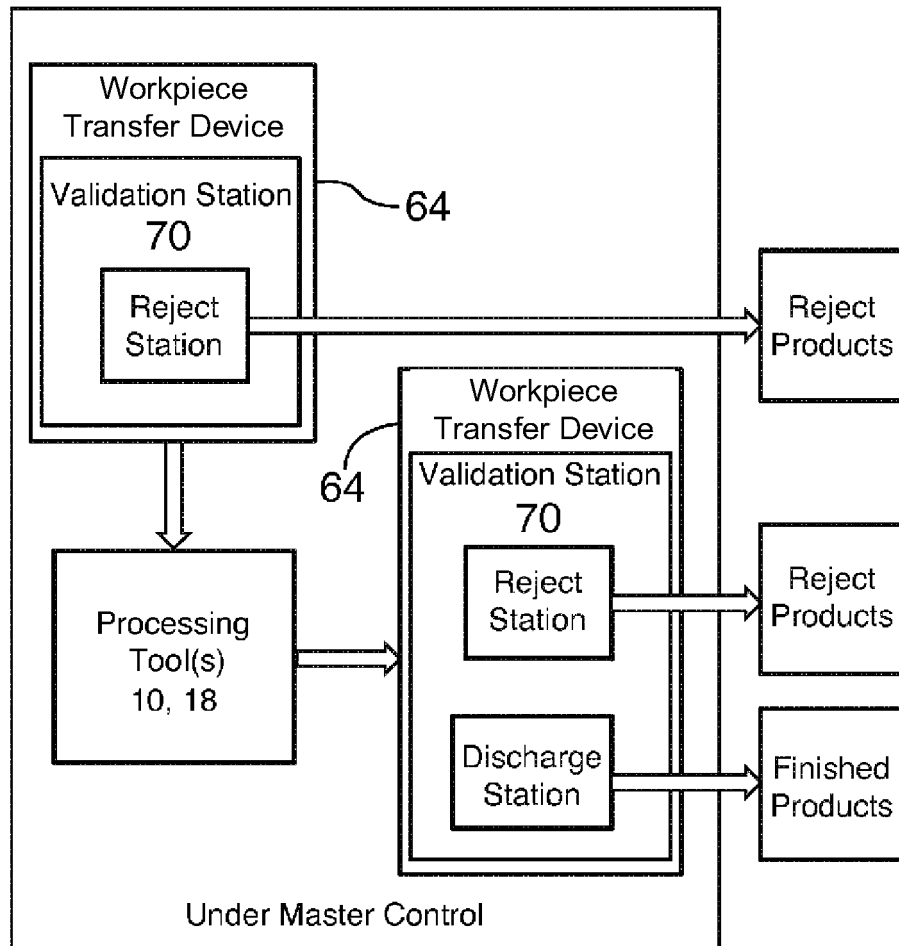 Workpiece
Transfer Device
Validation Station
70
64
Reject
Station
Reject
Products
Workpiece
Transfer Device
64
Validation Station
70
Reject
Station
Reject
Products
Processing
Tool(s)
10, 18
Discharge
Station
Finished
Products
Under Master Control